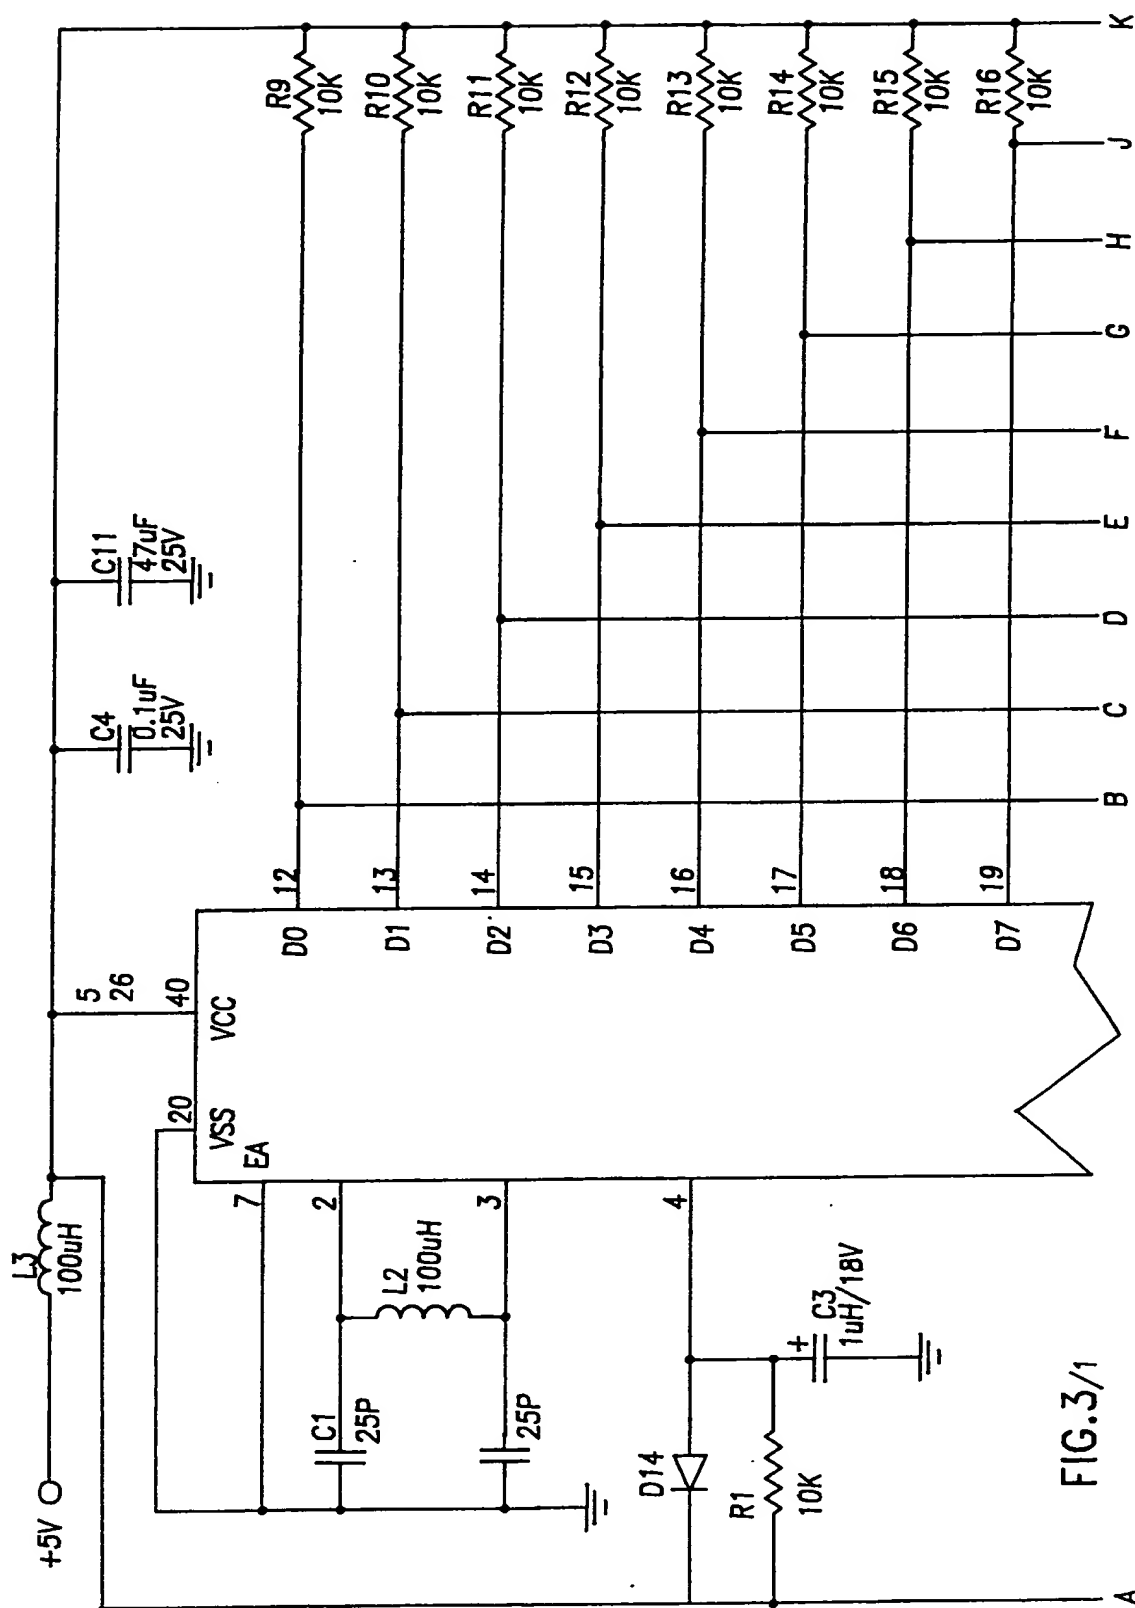 +5V
L3
100uH
C4
0.1uF
25V
C11
47uF
25V
5
26
40
VCC
20
VSS
EA
7
2
3
4
C1
25P
25P
L2
100uH
D14
R1
10K
C3
+
1uH/18V
D0
12
R9
10K
D1
13
R10
10K
D2
14
R11
10K
D3
15
R12
10K
D4
16
R13
10K
D5
17
R14
10K
D6
18
R15
10K
D7
19
R16
10K
A
B
C
D
E
F
G
H
J
K
FIG.3/1